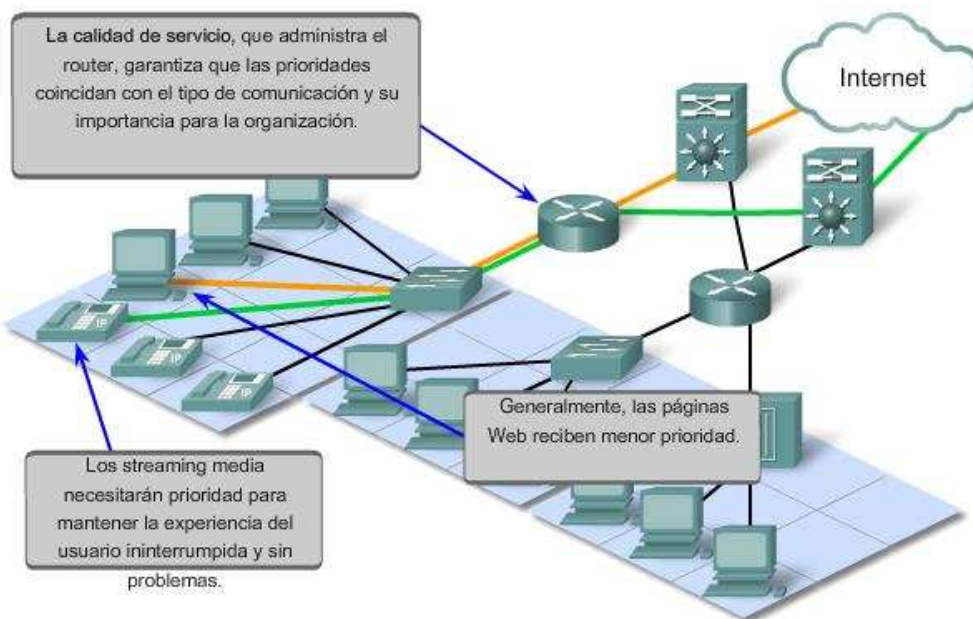 La calidad de servicio, que administra el
router, garantiza que las prioridades
coincidan con el tipo de comunicación y su
importancia para la organización.
Internet
Generalmente, las páginas
Web reciben menor prioridad.
Los streaming media
necesitarán prioridad para
mantener la experiencia del
usuario ininterrumpida y sin
problemas.